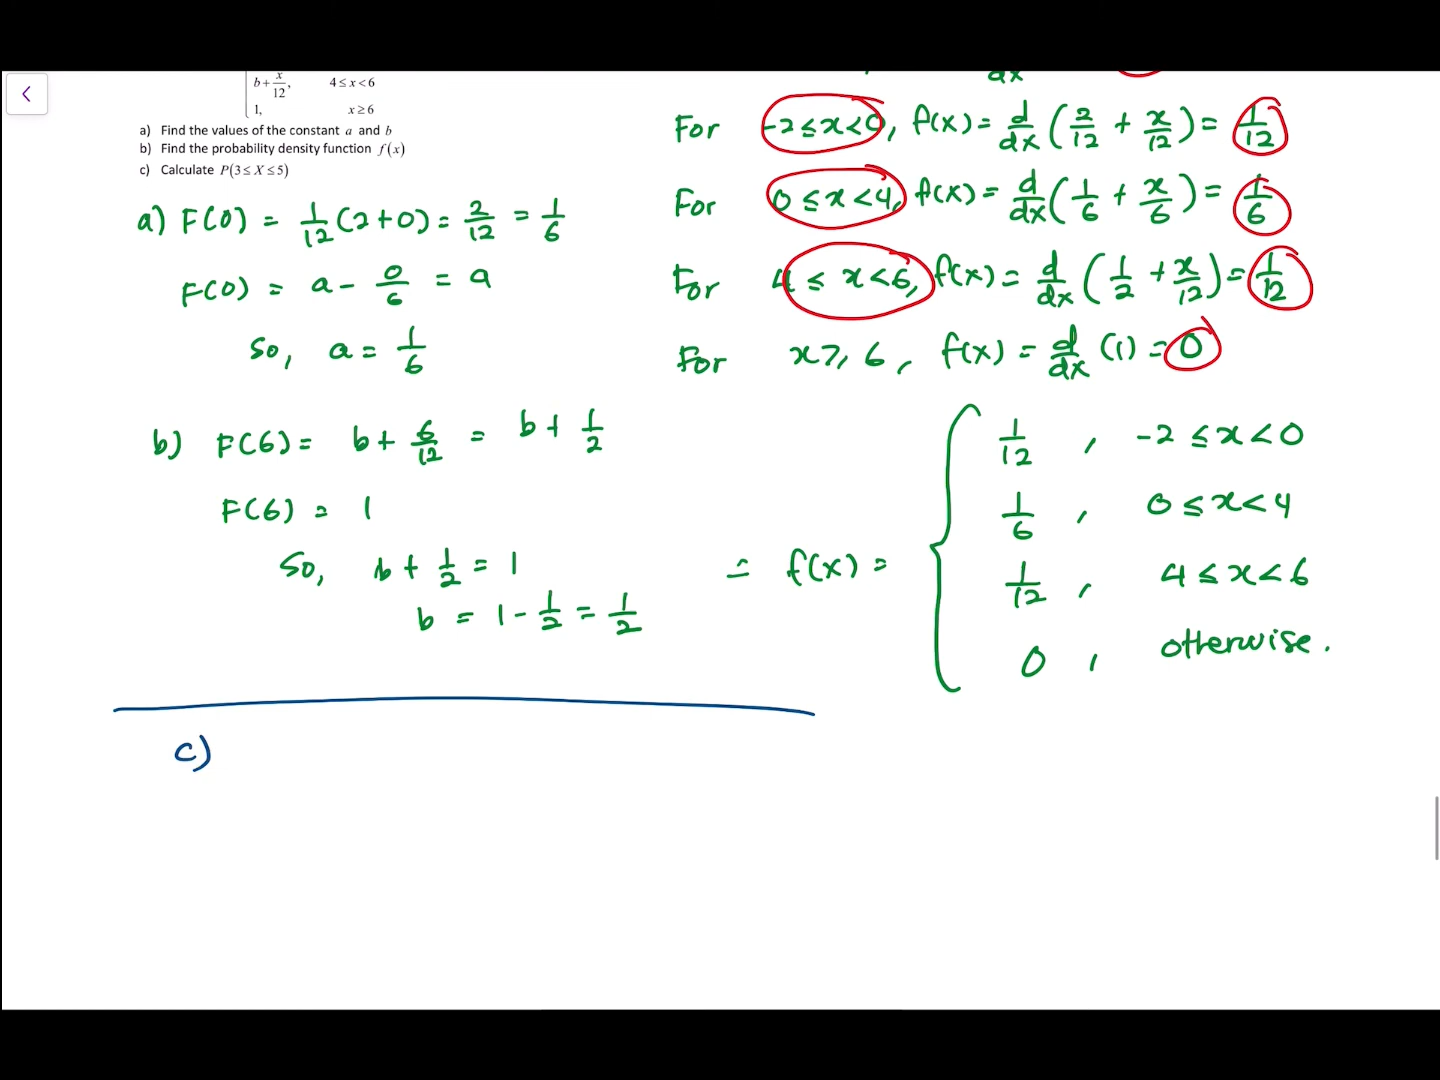 b + x/12, 4 ≤ x < 6
1, x ≥ 6
a) Find the values of the constant a and b
b) Find the probability density function f(x)
c) Calculate P(3 ≤ X ≤ 5)
a) F(0) = 1/12 (2+0) = 2/12 = 1/6
F(0) = a - 0/6 = a
So, a = 1/6
b) F(6) = b + 6/12 = b + 1/2
F(6) = 1
So, b + 1/2 = 1
b = 1 - 1/2 = 1/2
dx
For -2 ≤ x < 0, f(x) = d/dx (2/12 + x/12) = 1/12
For 0 ≤ x < 4, f(x) = d/dx (1/6 + x/6) = 1/6
For 4 ≤ x < 6, f(x) = d/dx (1/2 + x/12) = 1/12
For x ≥ 6, f(x) = d/dx (1) = 0
∴ f(x) = {
1/12, -2 ≤ x < 0
1/6, 0 ≤ x < 4
1/12, 4 ≤ x < 6
0, otherwise.
c)